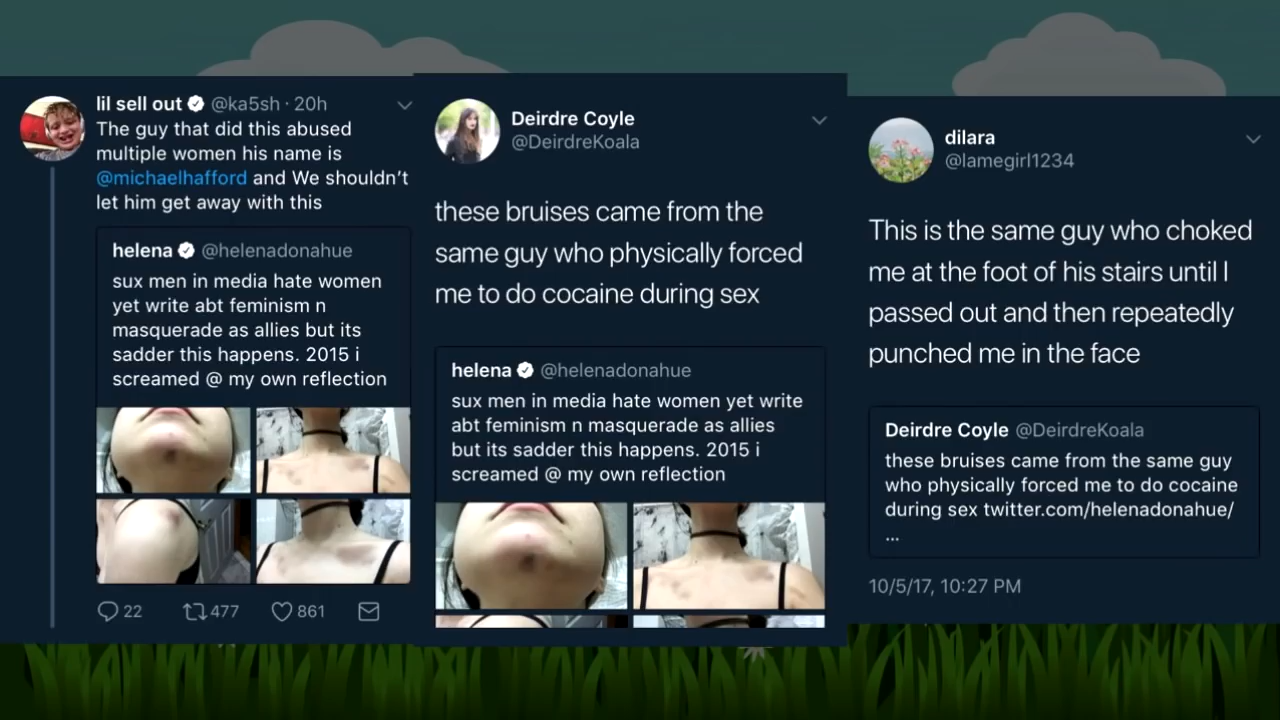 lil sell out @ka5sh · 20h
The guy that did this abused
multiple women his name is
@michaelhafford and We shouldn't
let him get away with this
helena @helenadonahue
sux men in media hate women
yet write abt feminism n
masquerade as allies but its
sadder this happens. 2015 i
screamed @ my own reflection
22 477 861
Deirdre Coyle
@DeirdreKoala
these bruises came from the
same guy who physically forced
me to do cocaine during sex
helena @helenadonahue
sux men in media hate women yet write
abt feminism n masquerade as allies
but its sadder this happens. 2015 i
screamed @ my own reflection
dilara
@lamegirl1234
This is the same guy who choked
me at the foot of his stairs until I
passed out and then repeatedly
punched me in the face
Deirdre Coyle @DeirdreKoala
these bruises came from the same guy
who physically forced me to do cocaine
during sex twitter.com/helenadonahue/
...
10/5/17, 10:27 PM